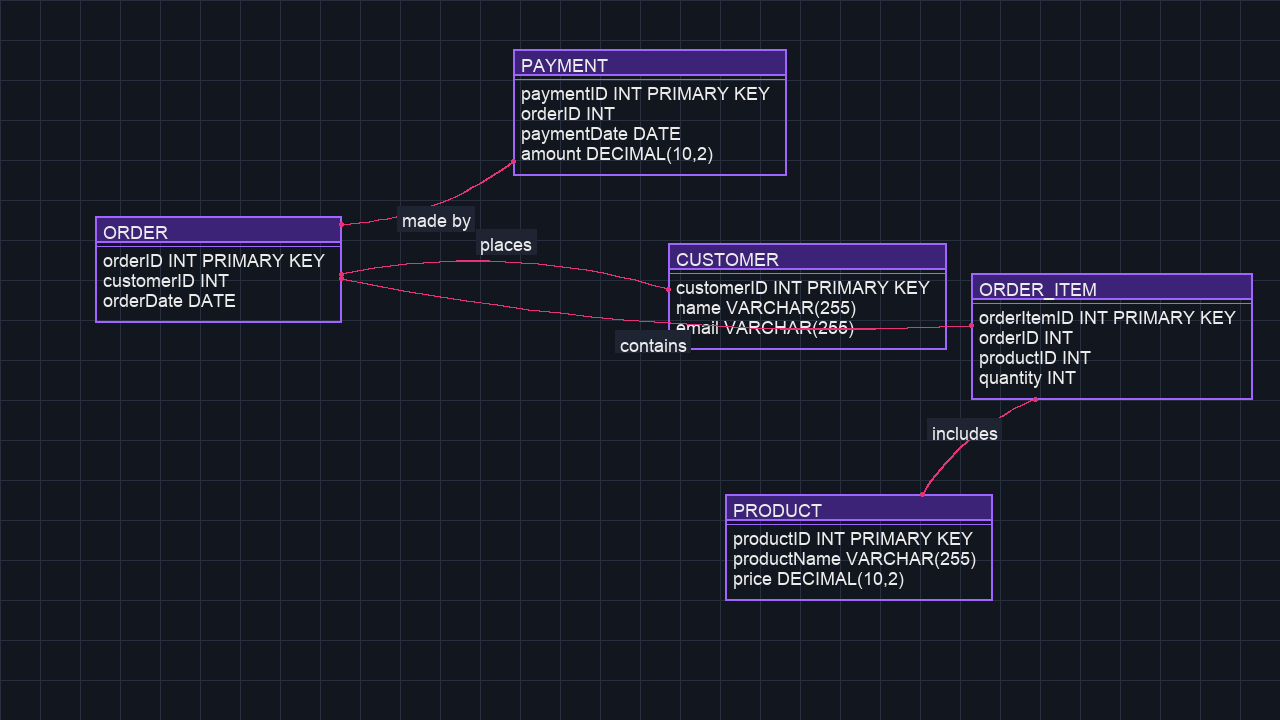 PAYMENT
paymentID INT PRIMARY KEY
orderID INT
paymentDate DATE
amount DECIMAL(10,2)
made by
ORDER
orderID INT PRIMARY KEY
customerID INT
orderDate DATE
places
CUSTOMER
customerID INT PRIMARY KEY
name VARCHAR(255)
email VARCHAR(255)
contains
ORDER_ITEM
orderItemID INT PRIMARY KEY
orderID INT
productID INT
quantity INT
includes
PRODUCT
productID INT PRIMARY KEY
productName VARCHAR(255)
price DECIMAL(10,2)